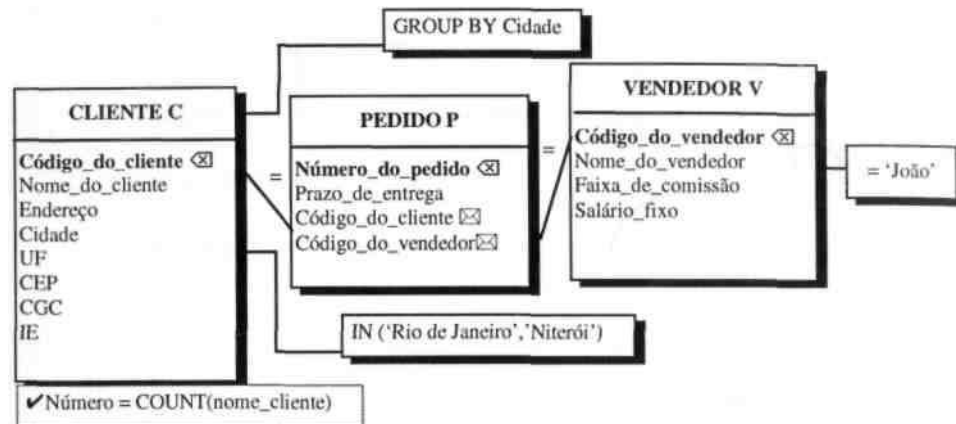 GROUP BY Cidade
CLIENTE C
Código_do_cliente
Nome_do_cliente
Endereço
Cidade
UF
CEP
CGC
IE
✔Número = COUNT(nome_cliente)
=
PEDIDO P
Número_do_pedido
Prazo_de_entrega
Código_do_cliente
Código_do_vendedor
=
VENDEDOR V
Código_do_vendedor
Nome_do_vendedor
Faixa_de_comissão
Salário_fixo
= 'João'
IN ('Rio de Janeiro','Niterói')